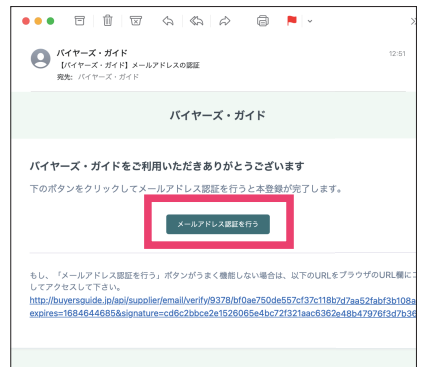 バイヤーズ・ガイド
12:51
【バイヤーズ・ガイド】メールアドレスの認証
宛先: バイヤーズ・ガイド
バイヤーズ・ガイド
バイヤーズ・ガイドをご利用いただきありがとうございます
下のボタンをクリックしてメールアドレス認証を行うと本登録が完了します。
メールアドレス認証を行う
もし、「メールアドレス認証を行う」ボタンがうまく機能しない場合は、以下のURLをブラウザのURL欄に
してアクセスして下さい。
http://buyersguide.jp/api/supplier/email/verify/9378/bf0ae750de557cf37c118b7d7aa52fabf3b108a
expires=1684644685&signature=cd6c2bbce2e1526065e4bc72f321aac6362e48b47976f3d7b36